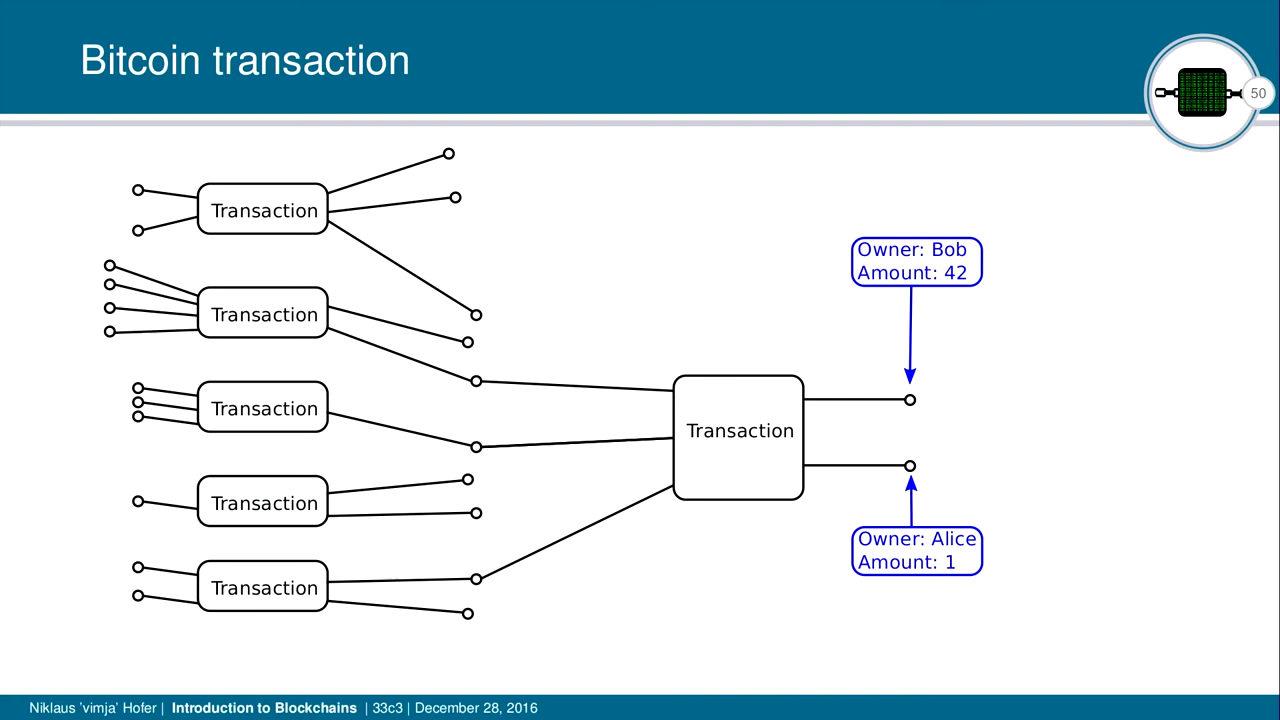 Bitcoin transaction
50
Transaction
Owner: Bob
Amount: 42
Transaction
Transaction
Transaction
Transaction
Owner: Alice
Amount: 1
Transaction
Niklaus 'vimja' Hofer | Introduction to Blockchains | 33c3 | December 28, 2016